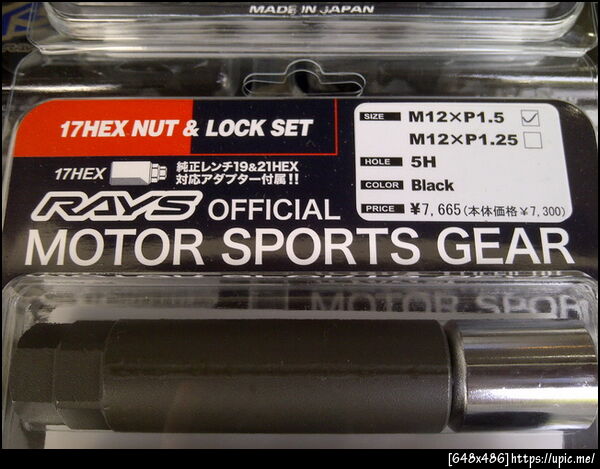 MADE IN JAPAN
17HEX NUT & LOCK SET
SIZE M12×P1.5
M12×P1.25
HOLE 5H
COLOR Black
PRICE ¥7,665(本体価格¥7,300)
17HEX 純正レンチ19&21HEX
対応アダプター付属!!
RAYS OFFICIAL
MOTOR SPORTS GEAR
MOTOR SPOR
[648x486]https://upic.me/